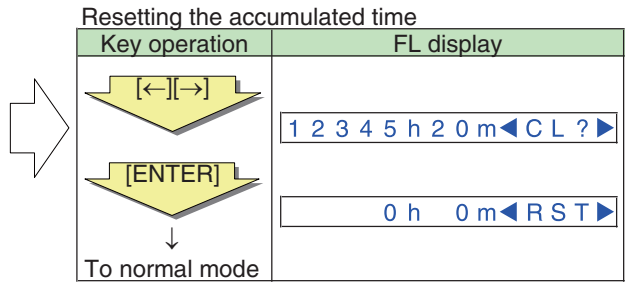 Resetting the accumulated time
Key operation FL display
[←][→]
12345h20m◀CL?▶
[ENTER]
0h 0m◀RST▶
↓
To normal mode